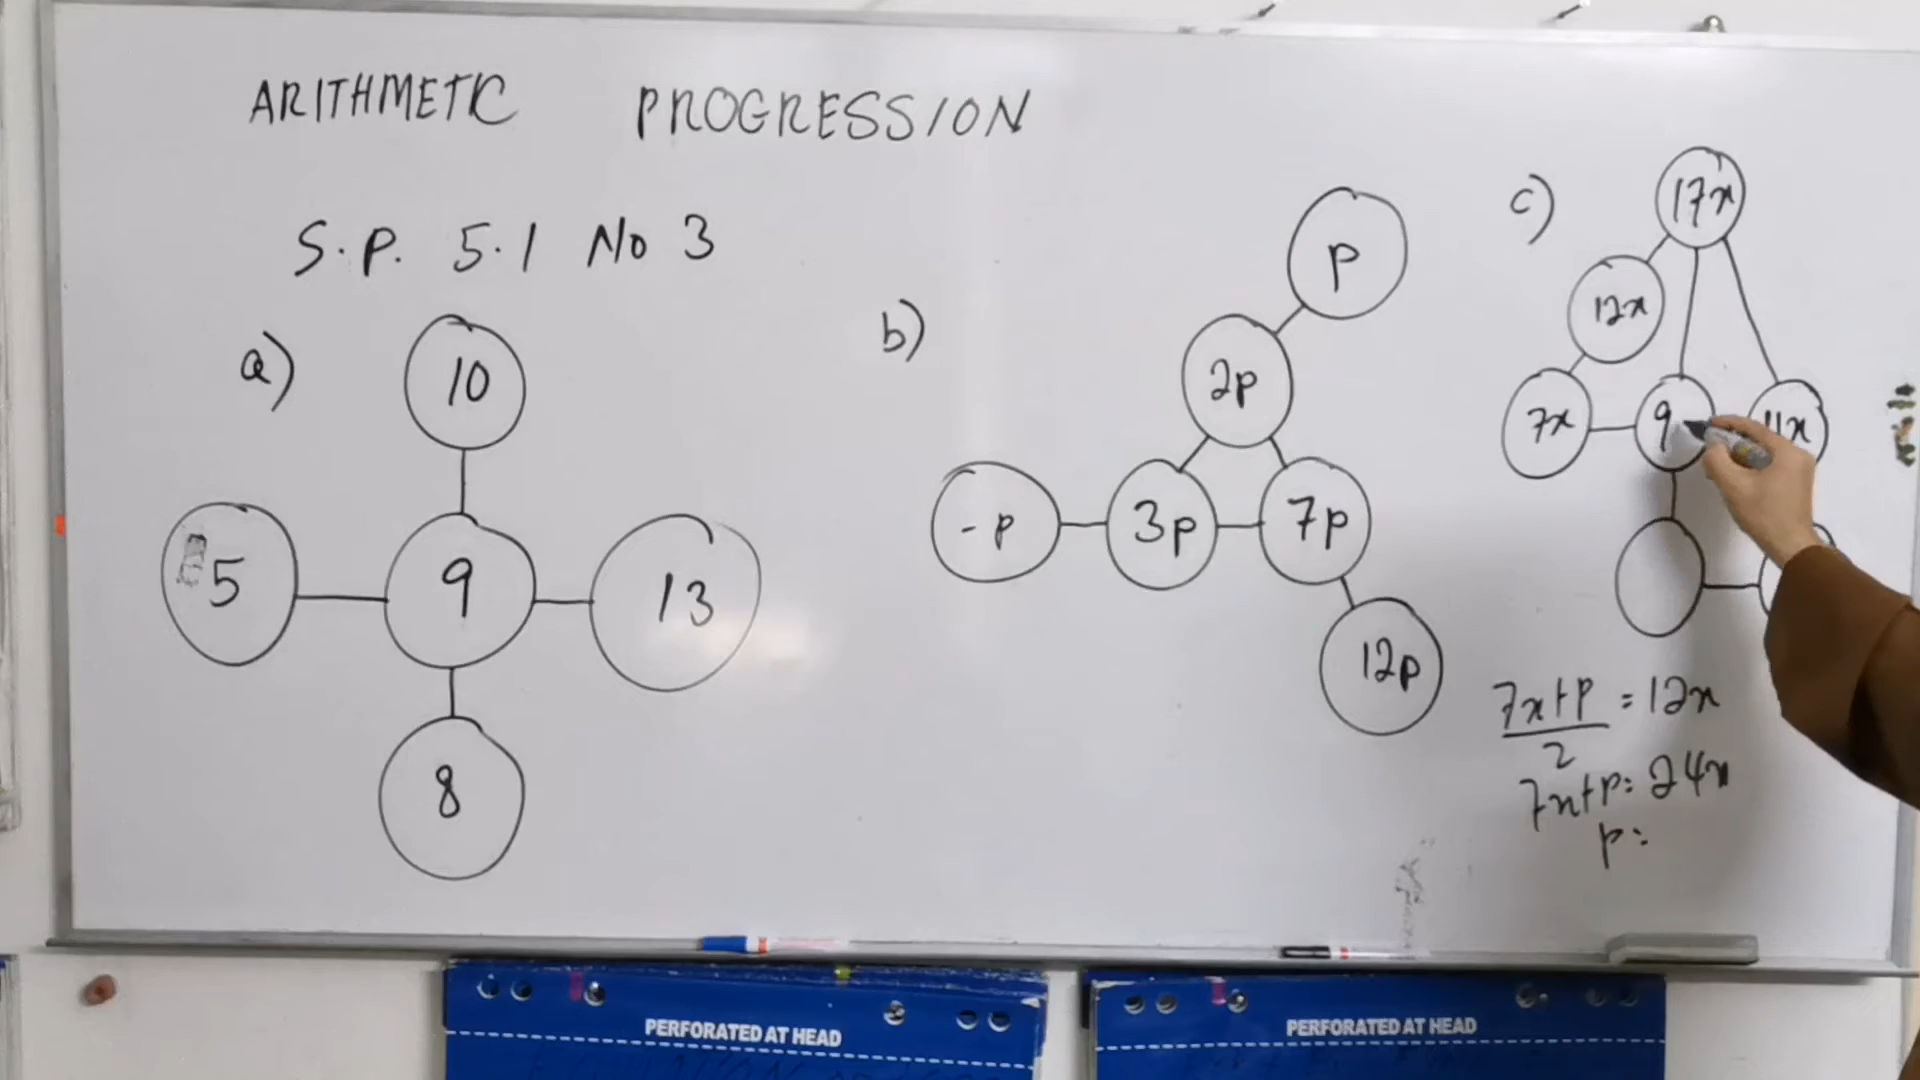 ARITHMETIC PROGRESSION
S.P. 5.1 No 3
a)
10
5 9 13
8
b)
p
2p
-p 3p 7p
12p
c)
17x
12x
7x 9 11x
7x+p = 12x
2
7x+p = 24x
p =
PERFORATED AT HEAD
PERFORATED AT HEAD